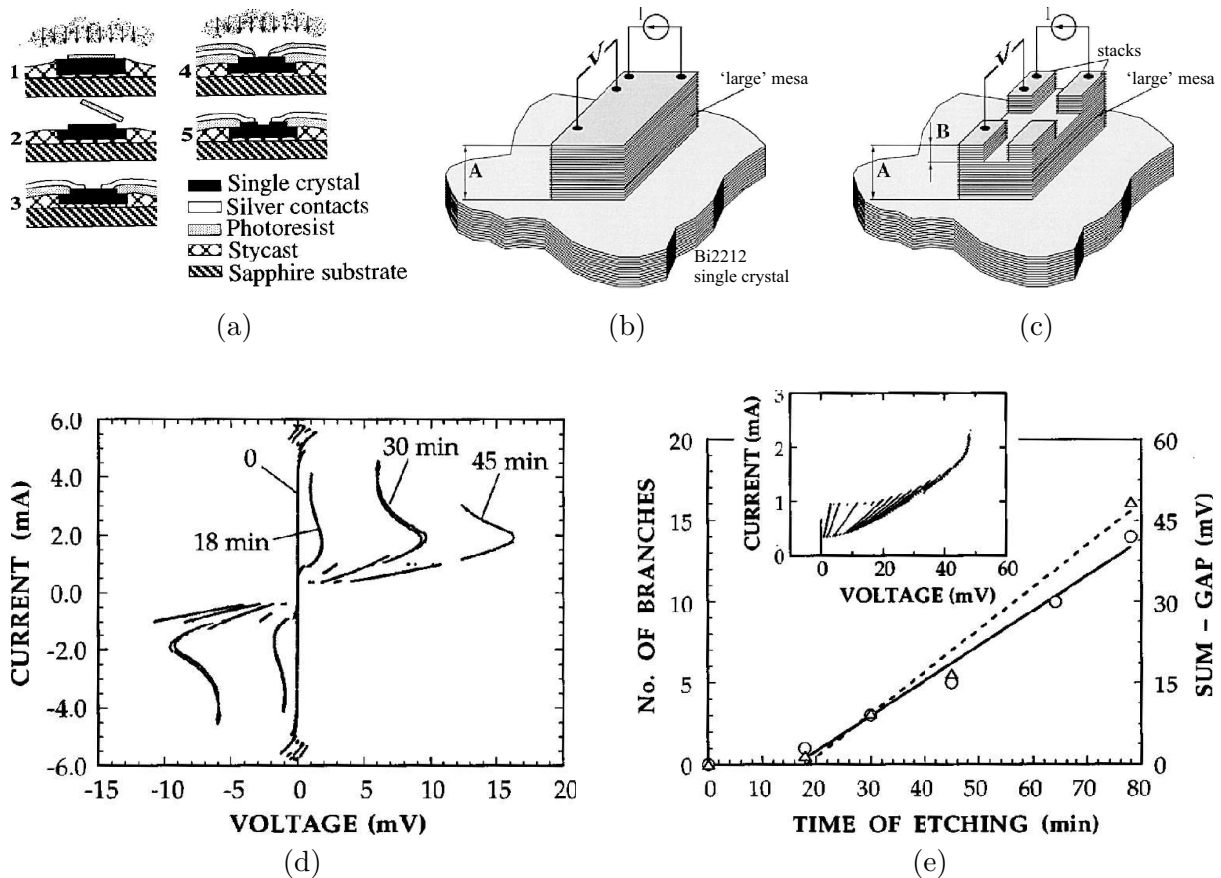 1
2
3
4
5
Single crystal
Silver contacts
Photoresist
Stycast
Sapphire substrate
(a)
I
V
'large' mesa
A
Bi2212
single crystal
(b)
I
V
stacks
'large' mesa
B
A
(c)
6.0
4.0
2.0
0.0
-2.0
-4.0
-6.0
CURRENT (mA)
0
30 min
45 min
18 min
-15 -10 -5 0 5 10 15 20
VOLTAGE (mV)
(d)
3
2
1
0
CURRENT (mA)
0 20 40 60
VOLTAGE (mV)
20
15
10
5
0
No. OF BRANCHES
60
45
30
15
0
SUM - GAP (mV)
0 10 20 30 40 50 60 70 80
TIME OF ETCHING (min)
(e)